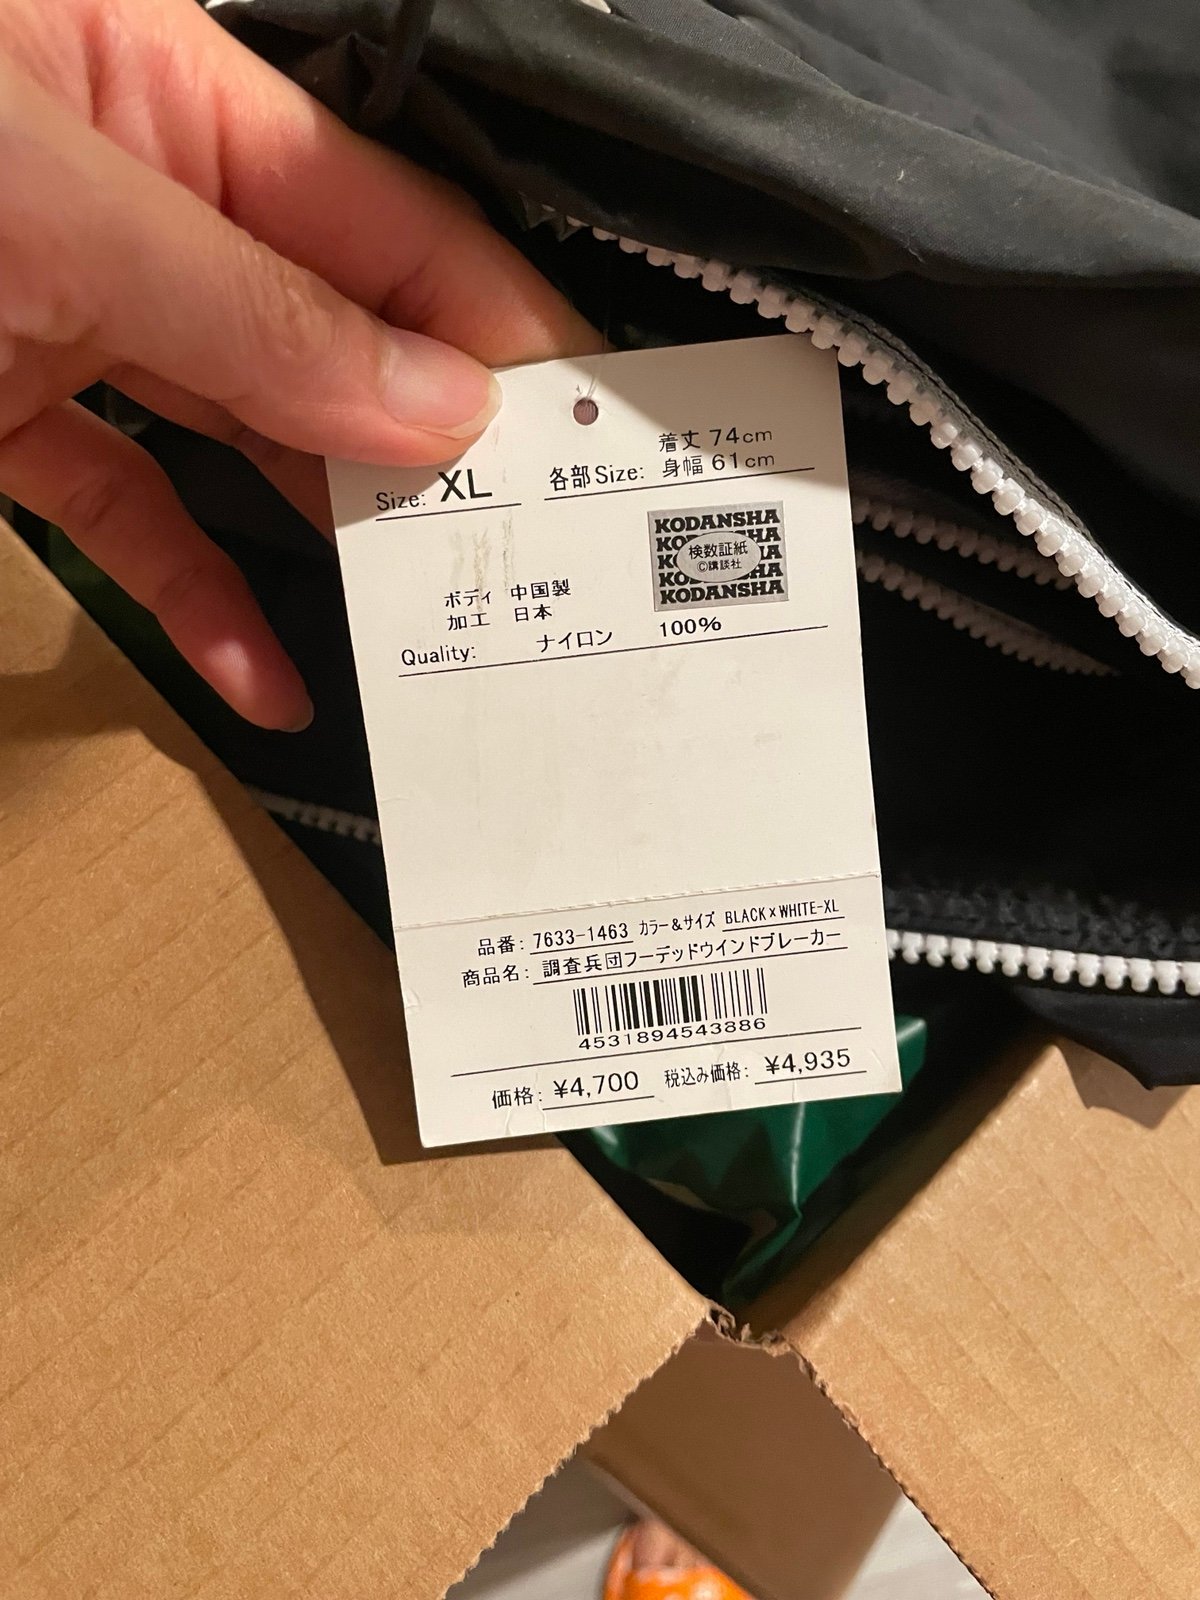 Size: XL
各部Size: 着丈 74cm
身幅 61cm
KODANSHA
KODANSHA
検数証紙
©講談社
KODANSHA
ボディ 中国製
加工 日本
Quality: ナイロン 100%
品番: 7633-1463 カラー&サイズ BLACK×WHITE-XL
商品名: 調査兵団フーデッドウインドブレーカー
4531894543886
価格: ¥4,700 税込み価格: ¥4,935